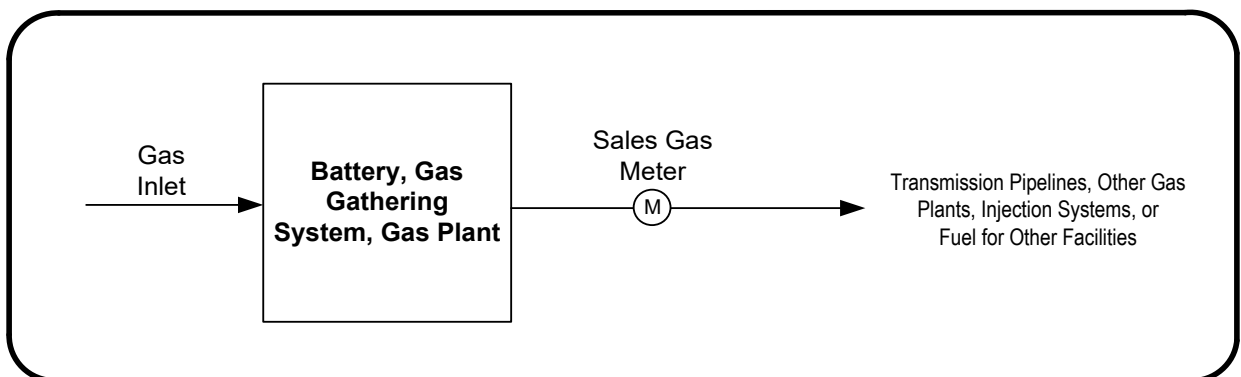 Gas
Inlet
Battery, Gas
Gathering
System, Gas Plant
Sales Gas
Meter
M
Transmission Pipelines, Other Gas
Plants, Injection Systems, or
Fuel for Other Facilities